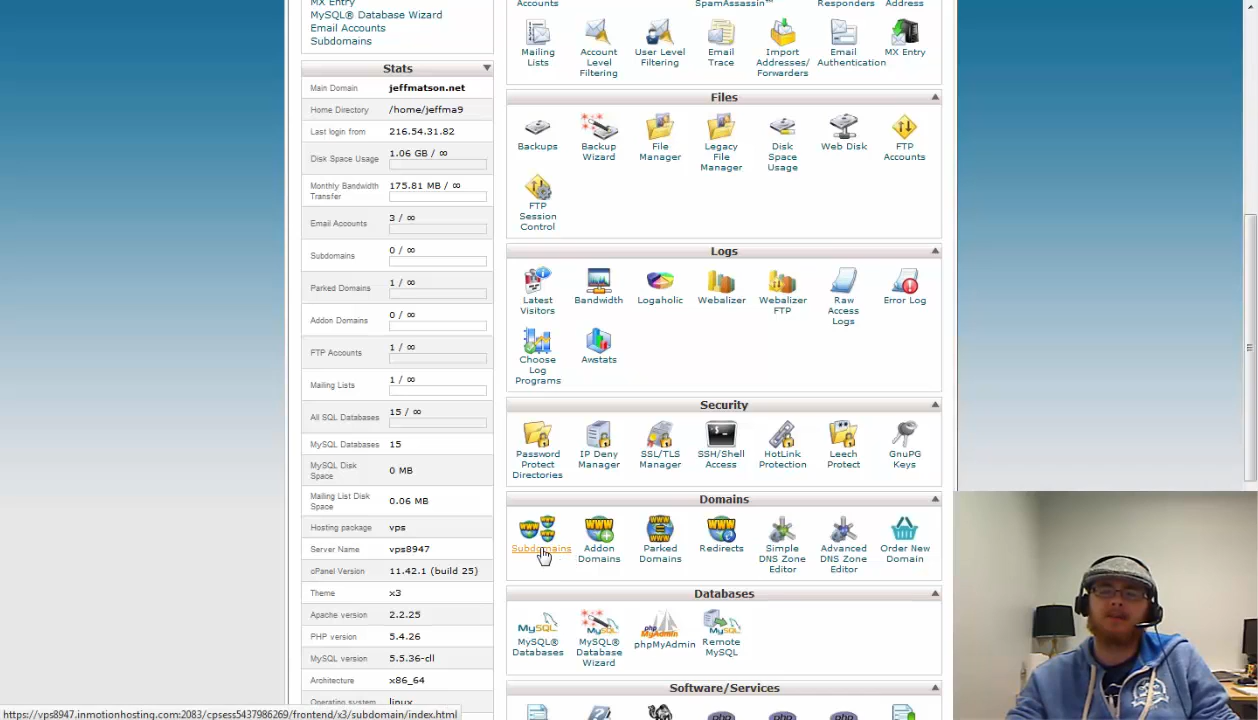 MX Entry
MySQL® Database Wizard
Email Accounts
Subdomains
Stats
Main Domain jeffmatson.net
Home Directory /home/jeffma9
Last login from 216.54.31.82
Disk Space Usage 1.06 GB / ∞
Monthly Bandwidth Transfer 175.81 MB / ∞
Email Accounts 3 / ∞
Subdomains 0 / ∞
Parked Domains 1 / ∞
Addon Domains 0 / ∞
FTP Accounts 1 / ∞
Mailing Lists 1 / ∞
All SQL Databases 15 / ∞
MySQL Databases 15
MySQL Disk Space 0 MB
Mailing List Disk Space 0.06 MB
Hosting package vps
Server Name vps8947
cPanel Version 11.42.1 (build 25)
Theme x3
Apache version 2.2.25
PHP version 5.4.26
MySQL version 5.5.36-cll
Architecture x86_64
Operating system linux
Accounts SpamAssassin™ Responders Address
Mailing Lists
Account Level Filtering
User Level Filtering
Email Trace
Import Addresses/ Forwarders
Email Authentication
MX Entry
Files
Backups
Backup Wizard
File Manager
Legacy File Manager
Disk Space Usage
Web Disk
FTP Accounts
FTP Session Control
Logs
Latest Visitors
Bandwidth
Logaholic
Webalizer
Webalizer FTP
Raw Access Logs
Error Log
Choose Log Programs
Awstats
Security
Password Protect Directories
IP Deny Manager
SSL/TLS Manager
SSH/Shell Access
HotLink Protection
Leech Protect
GnuPG Keys
Domains
Subdomains
Addon Domains
Parked Domains
Redirects
Simple DNS Zone Editor
Advanced DNS Zone Editor
Order New Domain
Databases
MySQL® Databases
MySQL® Database Wizard
phpMyAdmin
Remote MySQL
Software/Services
https://vps8947.inmotionhosting.com:2083/cpsess5437986269/frontend/x3/subdomain/index.html